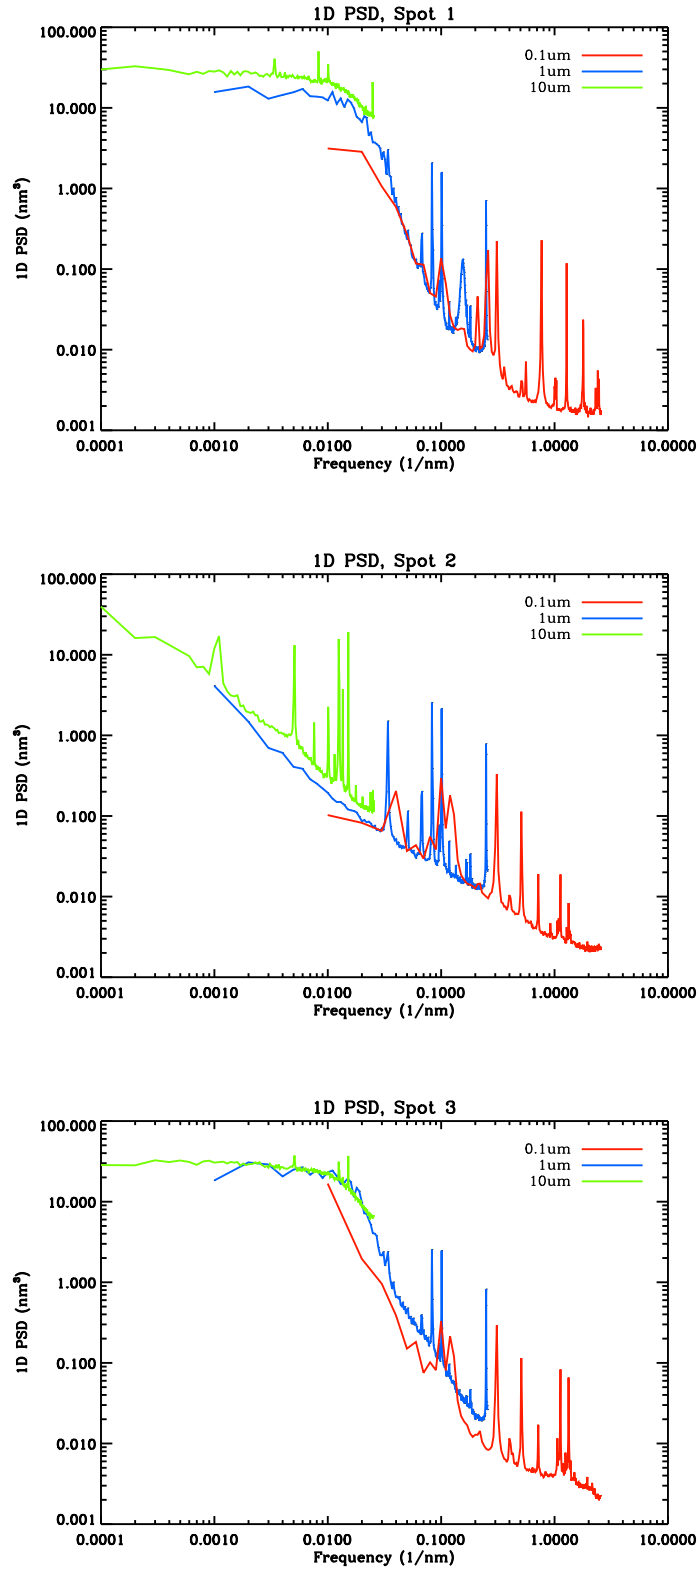 1D PSD, Spot 1
100.000
10.000
1.000
0.100
0.010
0.001
1D PSD (nm³)
0.1um
1um
10um
0.0001 0.0010 0.0100 0.1000 1.0000 10.0000
Frequency (1/nm)
1D PSD, Spot 2
100.000
10.000
1.000
0.100
0.010
0.001
1D PSD (nm³)
0.1um
1um
10um
0.0001 0.0010 0.0100 0.1000 1.0000 10.0000
Frequency (1/nm)
1D PSD, Spot 3
100.000
10.000
1.000
0.100
0.010
0.001
1D PSD (nm³)
0.1um
1um
10um
0.0001 0.0010 0.0100 0.1000 1.0000 10.0000
Frequency (1/nm)